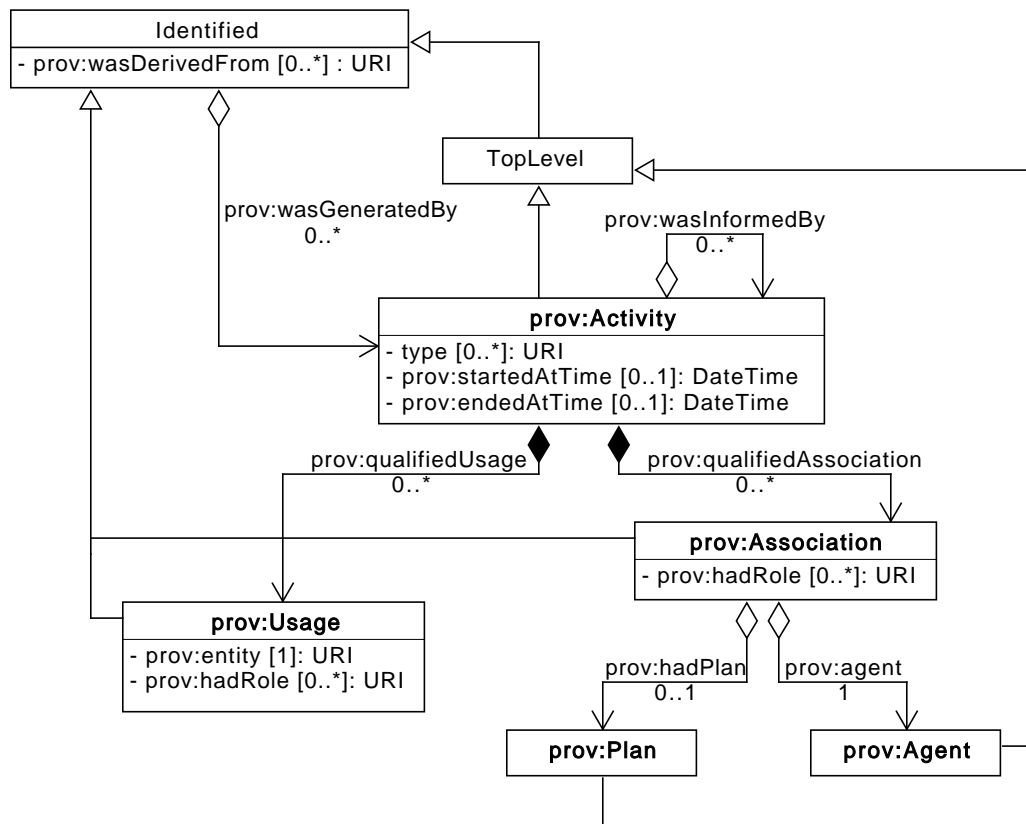 Identified
- prov:wasDerivedFrom [0..*] : URI
TopLevel
prov:wasGeneratedBy
0..*
prov:wasInformedBy
0..*
prov:Activity
- type [0..*]: URI
- prov:startedAtTime [0..1]: DateTime
- prov:endedAtTime [0..1]: DateTime
prov:qualifiedUsage
0..*
prov:qualifiedAssociation
0..*
prov:Association
- prov:hadRole [0..*]: URI
prov:Usage
- prov:entity [1]: URI
- prov:hadRole [0..*]: URI
prov:hadPlan
0..1
prov:agent
1
prov:Plan
prov:Agent